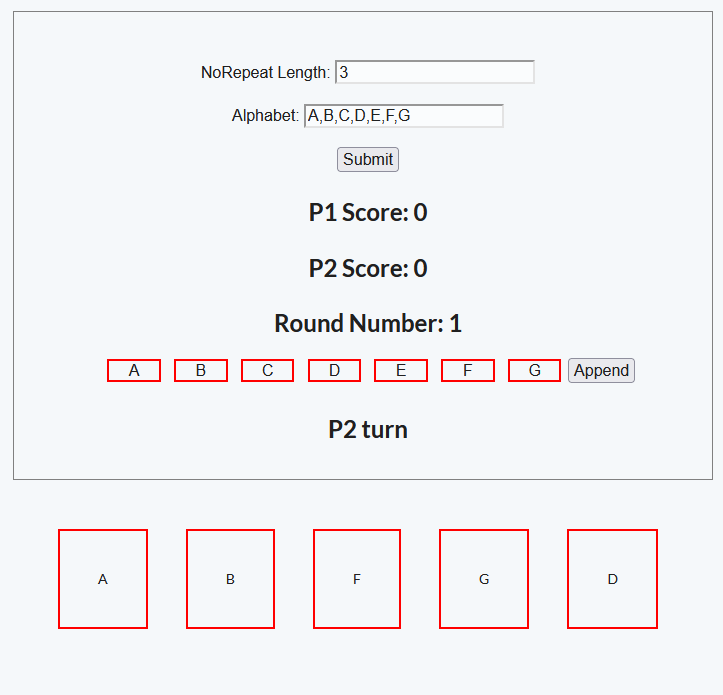 NoRepeat Length: 3
Alphabet: A,B,C,D,E,F,G
Submit
P1 Score: 0
P2 Score: 0
Round Number: 1
A B C D E F G Append
P2 turn
A B F G D